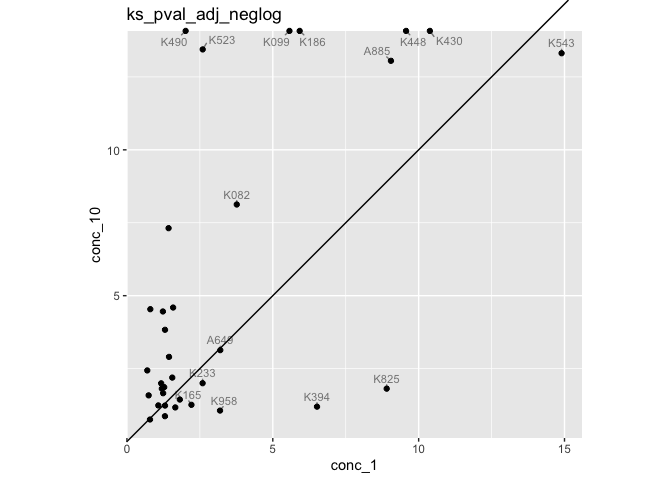 ks_pval_adj_neglog
K490
K523
K099
K186
K448
K430
A885
K543
10
K082
conc_10
5
A649
K233
K825
K165
K958
K394
0
5
10
15
conc_1